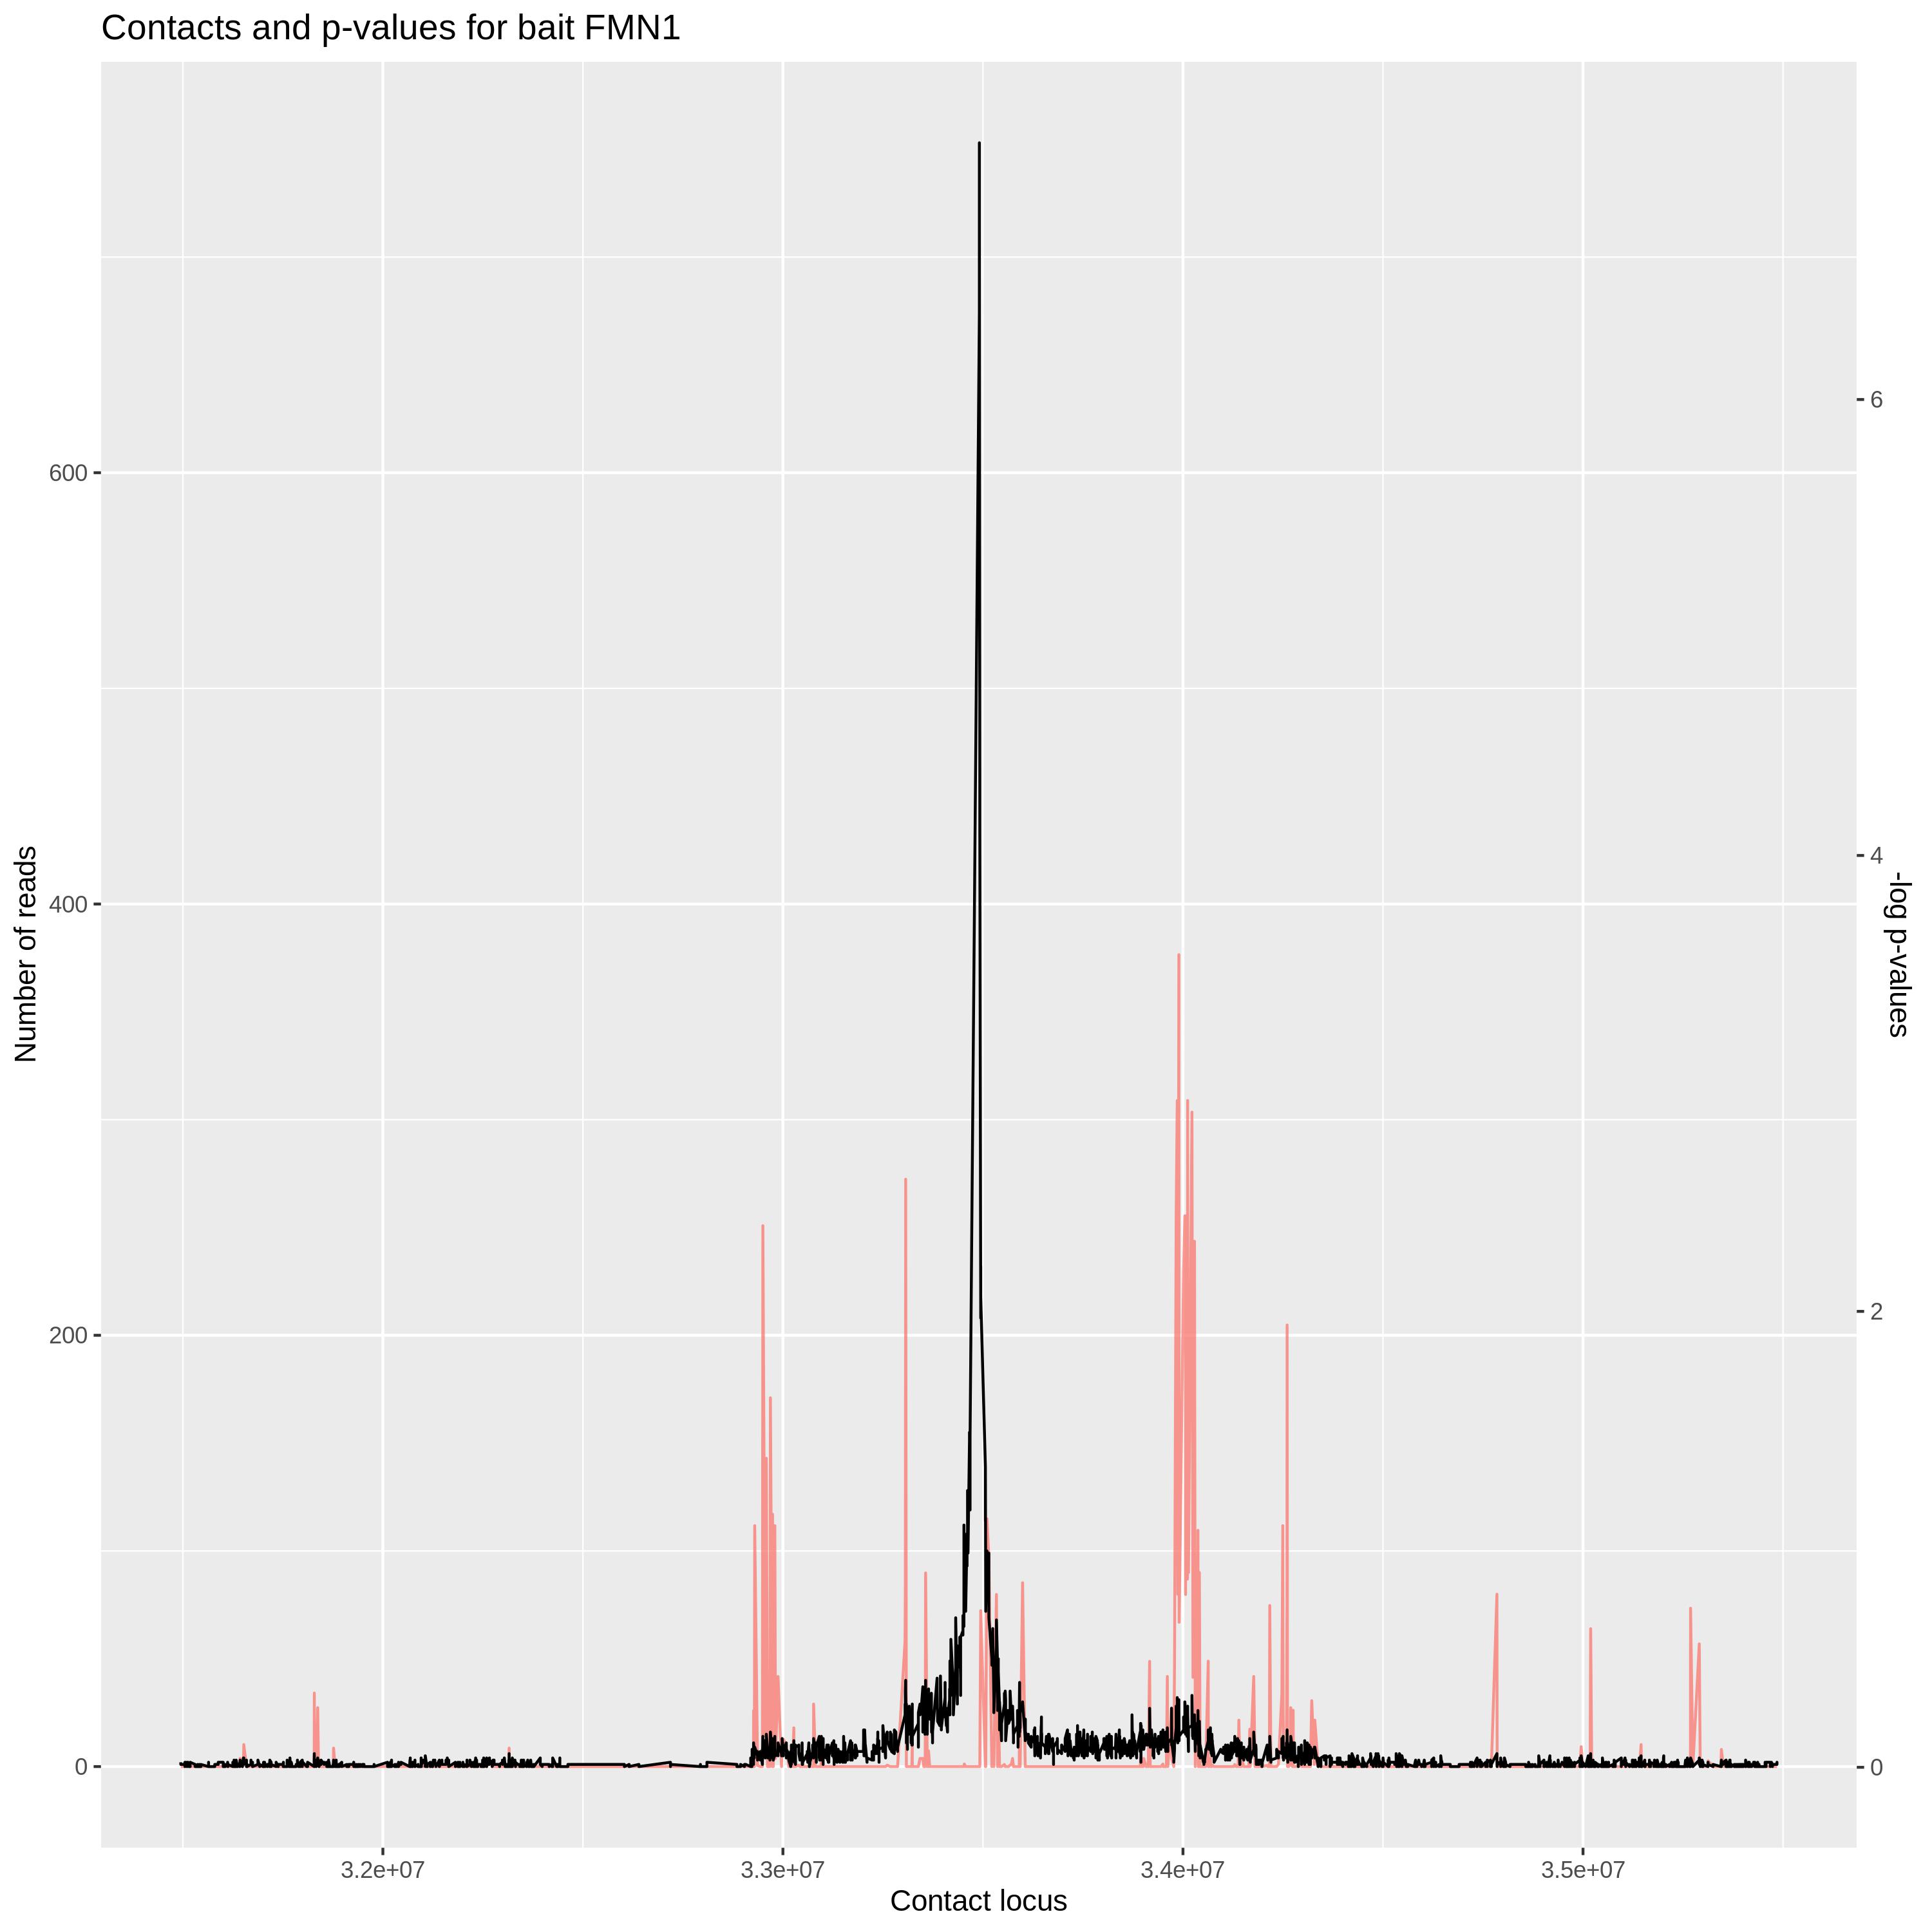 Contacts and p-values for bait FMN1
Number of reads
600
400
200
0
6
4
2
0
-log p-values
3.2e+07
3.3e+07
3.4e+07
3.5e+07
Contact locus